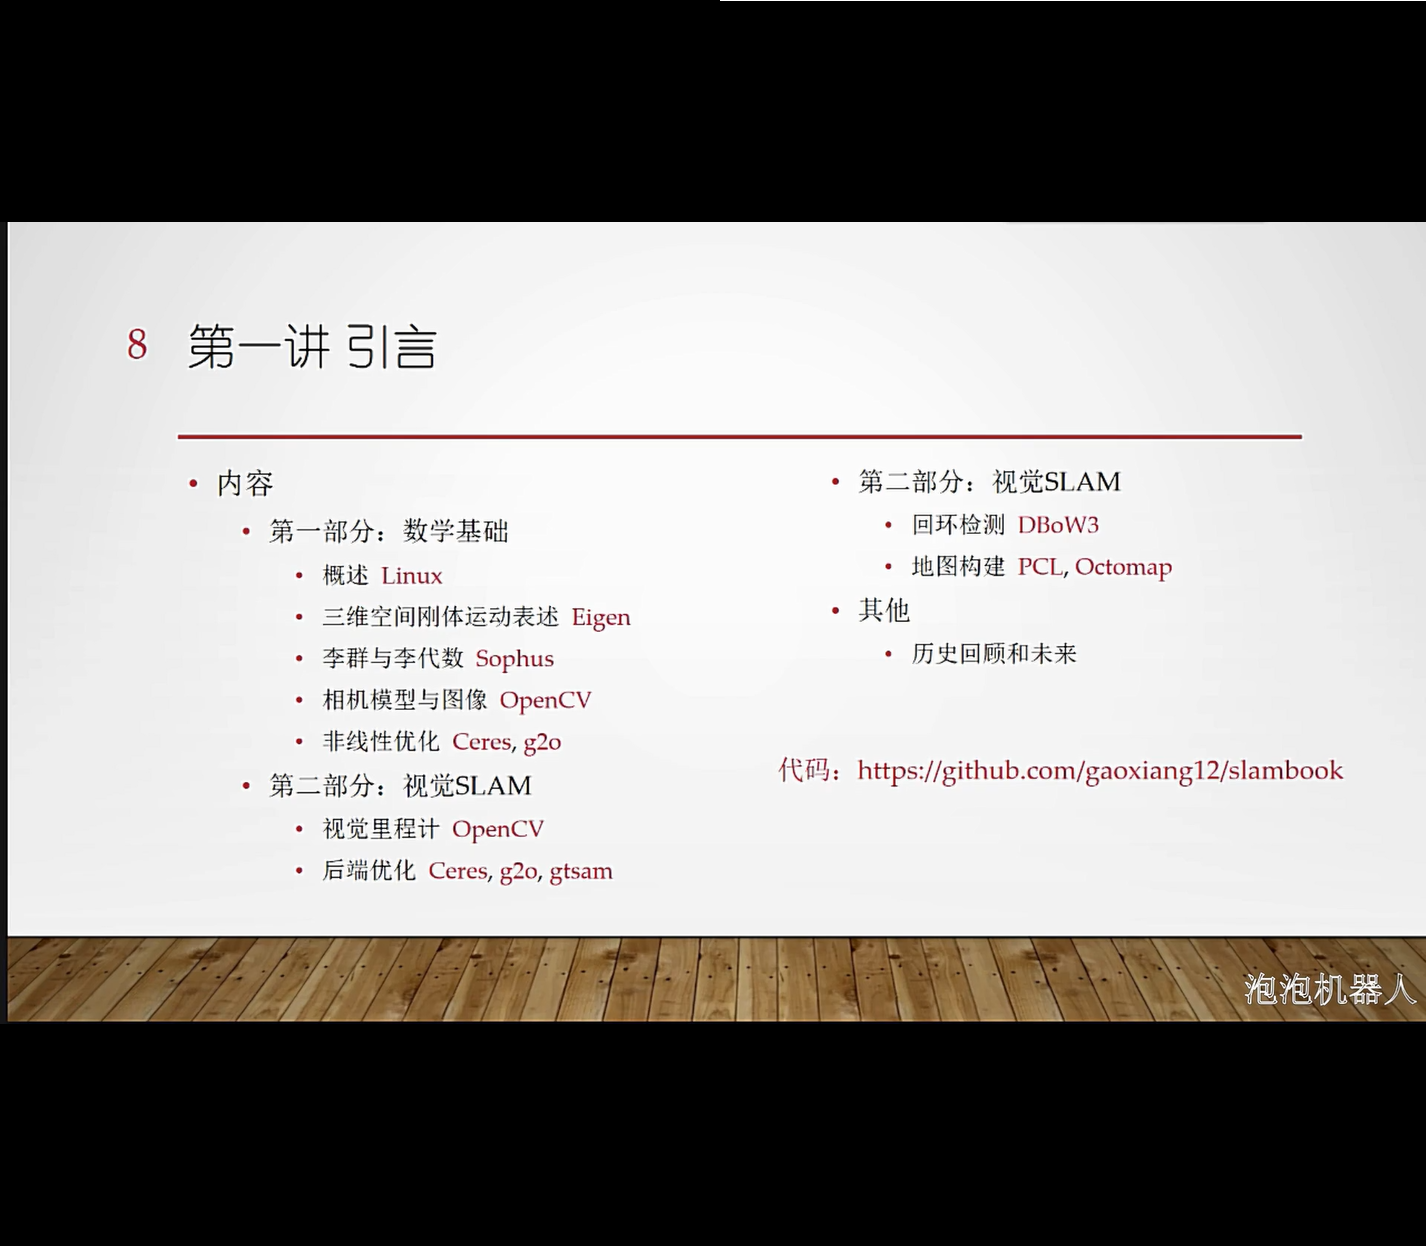 8 第一讲 引言
• 内容
• 第一部分：数学基础
• 概述 Linux
• 三维空间刚体运动表述 Eigen
• 李群与李代数 Sophus
• 相机模型与图像 OpenCV
• 非线性优化 Ceres, g2o
• 第二部分：视觉SLAM
• 视觉里程计 OpenCV
• 后端优化 Ceres, g2o, gtsam
• 第二部分：视觉SLAM
• 回环检测 DBoW3
• 地图构建 PCL, Octomap
• 其他
• 历史回顾和未来
代码：https://github.com/gaoxiang12/slambook
泡泡机器人